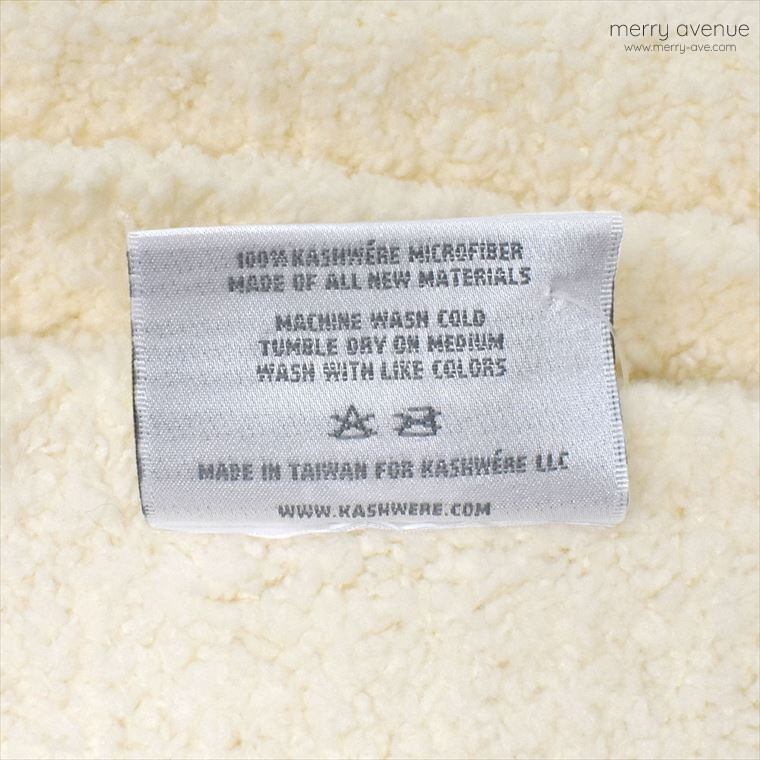 merry avenue
www.merry-ave.com
100% KASHWÉRE MICROFIBER
MADE OF ALL NEW MATERIALS
MACHINE WASH COLD
TUMBLE DRY ON MEDIUM
WASH WITH LIKE COLORS
A
MADE IN TAIWAN FOR KASHWÉRE LLC
WWW.KASHWERE.COM